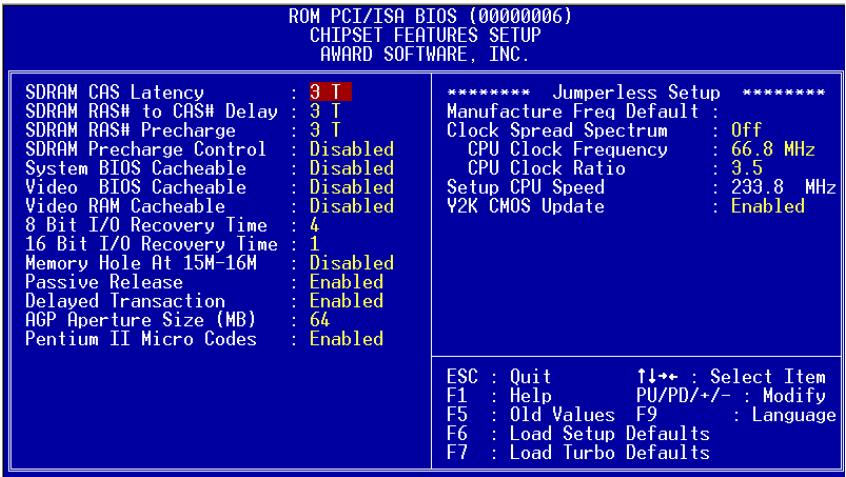 ROM PCI/ISA BIOS (00000006)
CHIPSET FEATURES SETUP
AWARD SOFTWARE, INC.
SDRAM CAS Latency : 3 T
SDRAM RAS# to CAS# Delay : 3 T
SDRAM RAS# Precharge : 3 T
SDRAM Precharge Control : Disabled
System BIOS Cacheable : Disabled
Video BIOS Cacheable : Disabled
Video RAM Cacheable : Disabled
8 Bit I/O Recovery Time : 4
16 Bit I/O Recovery Time : 1
Memory Hole At 15M-16M : Disabled
Passive Release : Enabled
Delayed Transaction : Enabled
AGP Aperture Size (MB) : 64
Pentium II Micro Codes : Enabled
******** Jumperless Setup ********
Manufacture Freq Default :
Clock Spread Spectrum : Off
CPU Clock Frequency : 66.8 MHz
CPU Clock Ratio : 3.5
Setup CPU Speed : 233.8 MHz
Y2K CMOS Update : Enabled
ESC : Quit ↑↓→← : Select Item
F1 : Help PU/PD/+/- : Modify
F5 : Old Values F9 : Language
F6 : Load Setup Defaults
F7 : Load Turbo Defaults